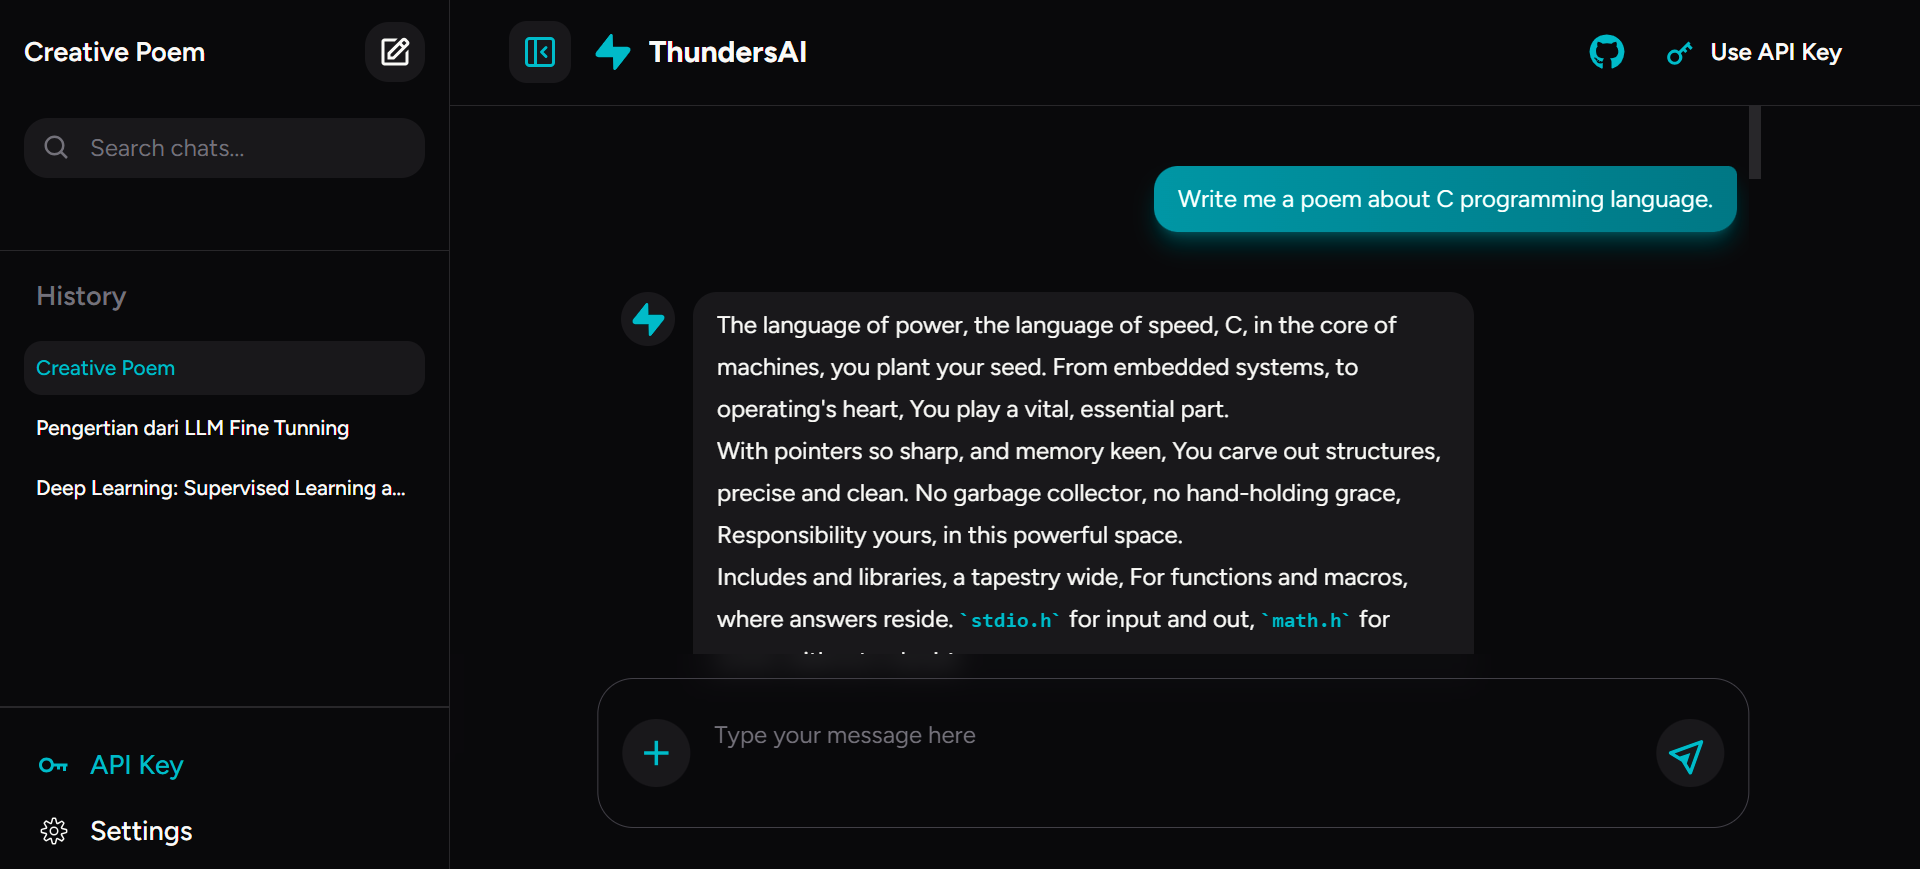 Creative Poem
Search chats...
History
Creative Poem
Pengertian dari LLM Fine Tunning
Deep Learning: Supervised Learning a...
API Key
Settings
ThundersAI
Use API Key
Write me a poem about C programming language.
The language of power, the language of speed, C, in the core of
machines, you plant your seed. From embedded systems, to
operating's heart, You play a vital, essential part.
With pointers so sharp, and memory keen, You carve out structures,
precise and clean. No garbage collector, no hand-holding grace,
Responsibility yours, in this powerful space.
Includes and libraries, a tapestry wide, For functions and macros,
where answers reside. `stdio.h` for input and out, `math.h` for
Type your message here